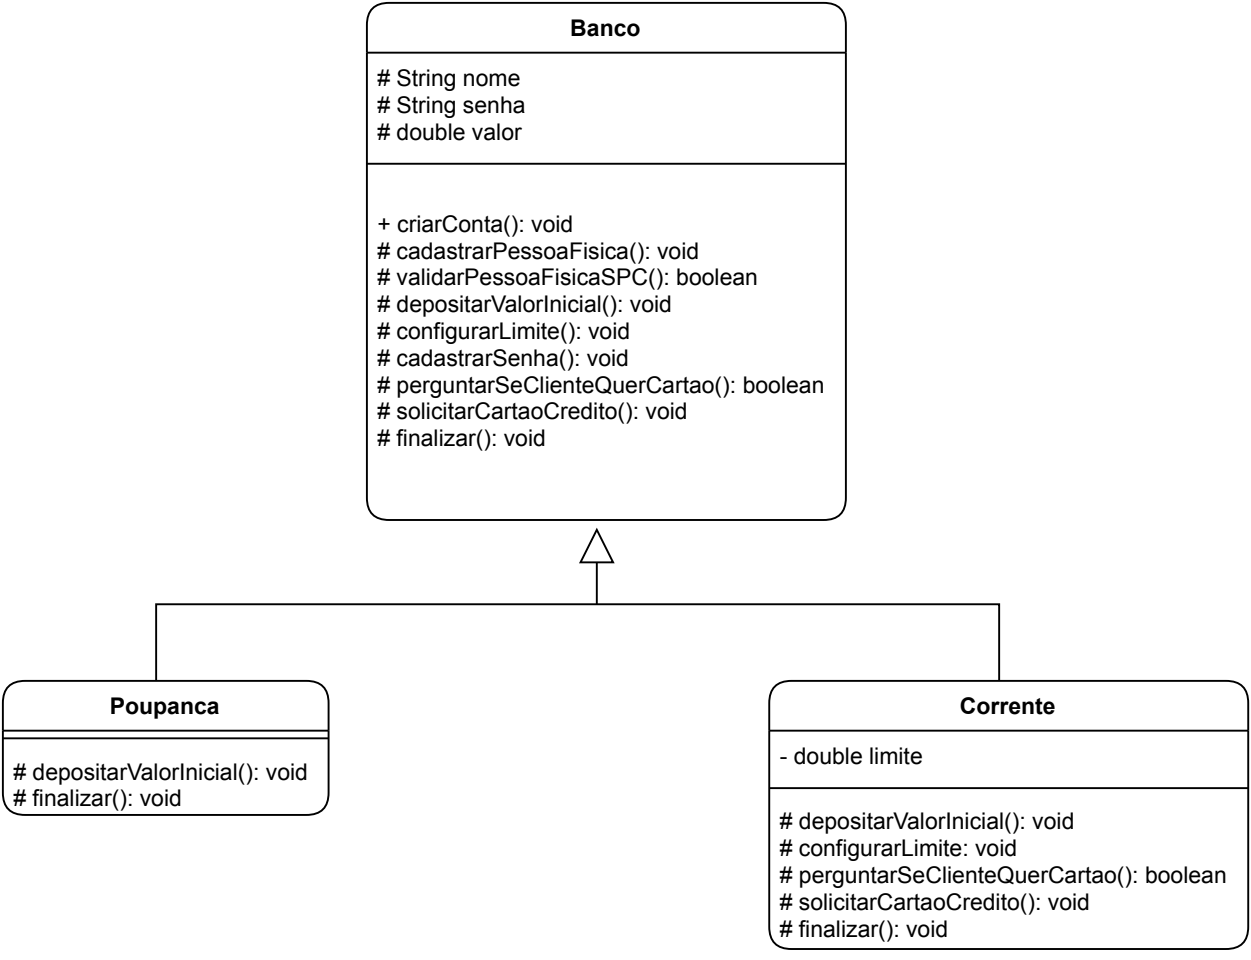 Banco
# String nome
# String senha
# double valor
+ criarConta(): void
# cadastrarPessoaFisica(): void
# validarPessoaFisicaSPC(): boolean
# depositarValorInicial(): void
# configurarLimite(): void
# cadastrarSenha(): void
# perguntarSeClienteQuerCartao(): boolean
# solicitarCartaoCredito(): void
# finalizar(): void
Poupanca
# depositarValorInicial(): void
# finalizar(): void
Corrente
- double limite
# depositarValorInicial(): void
# configurarLimite: void
# perguntarSeClienteQuerCartao(): boolean
# solicitarCartaoCredito(): void
# finalizar(): void